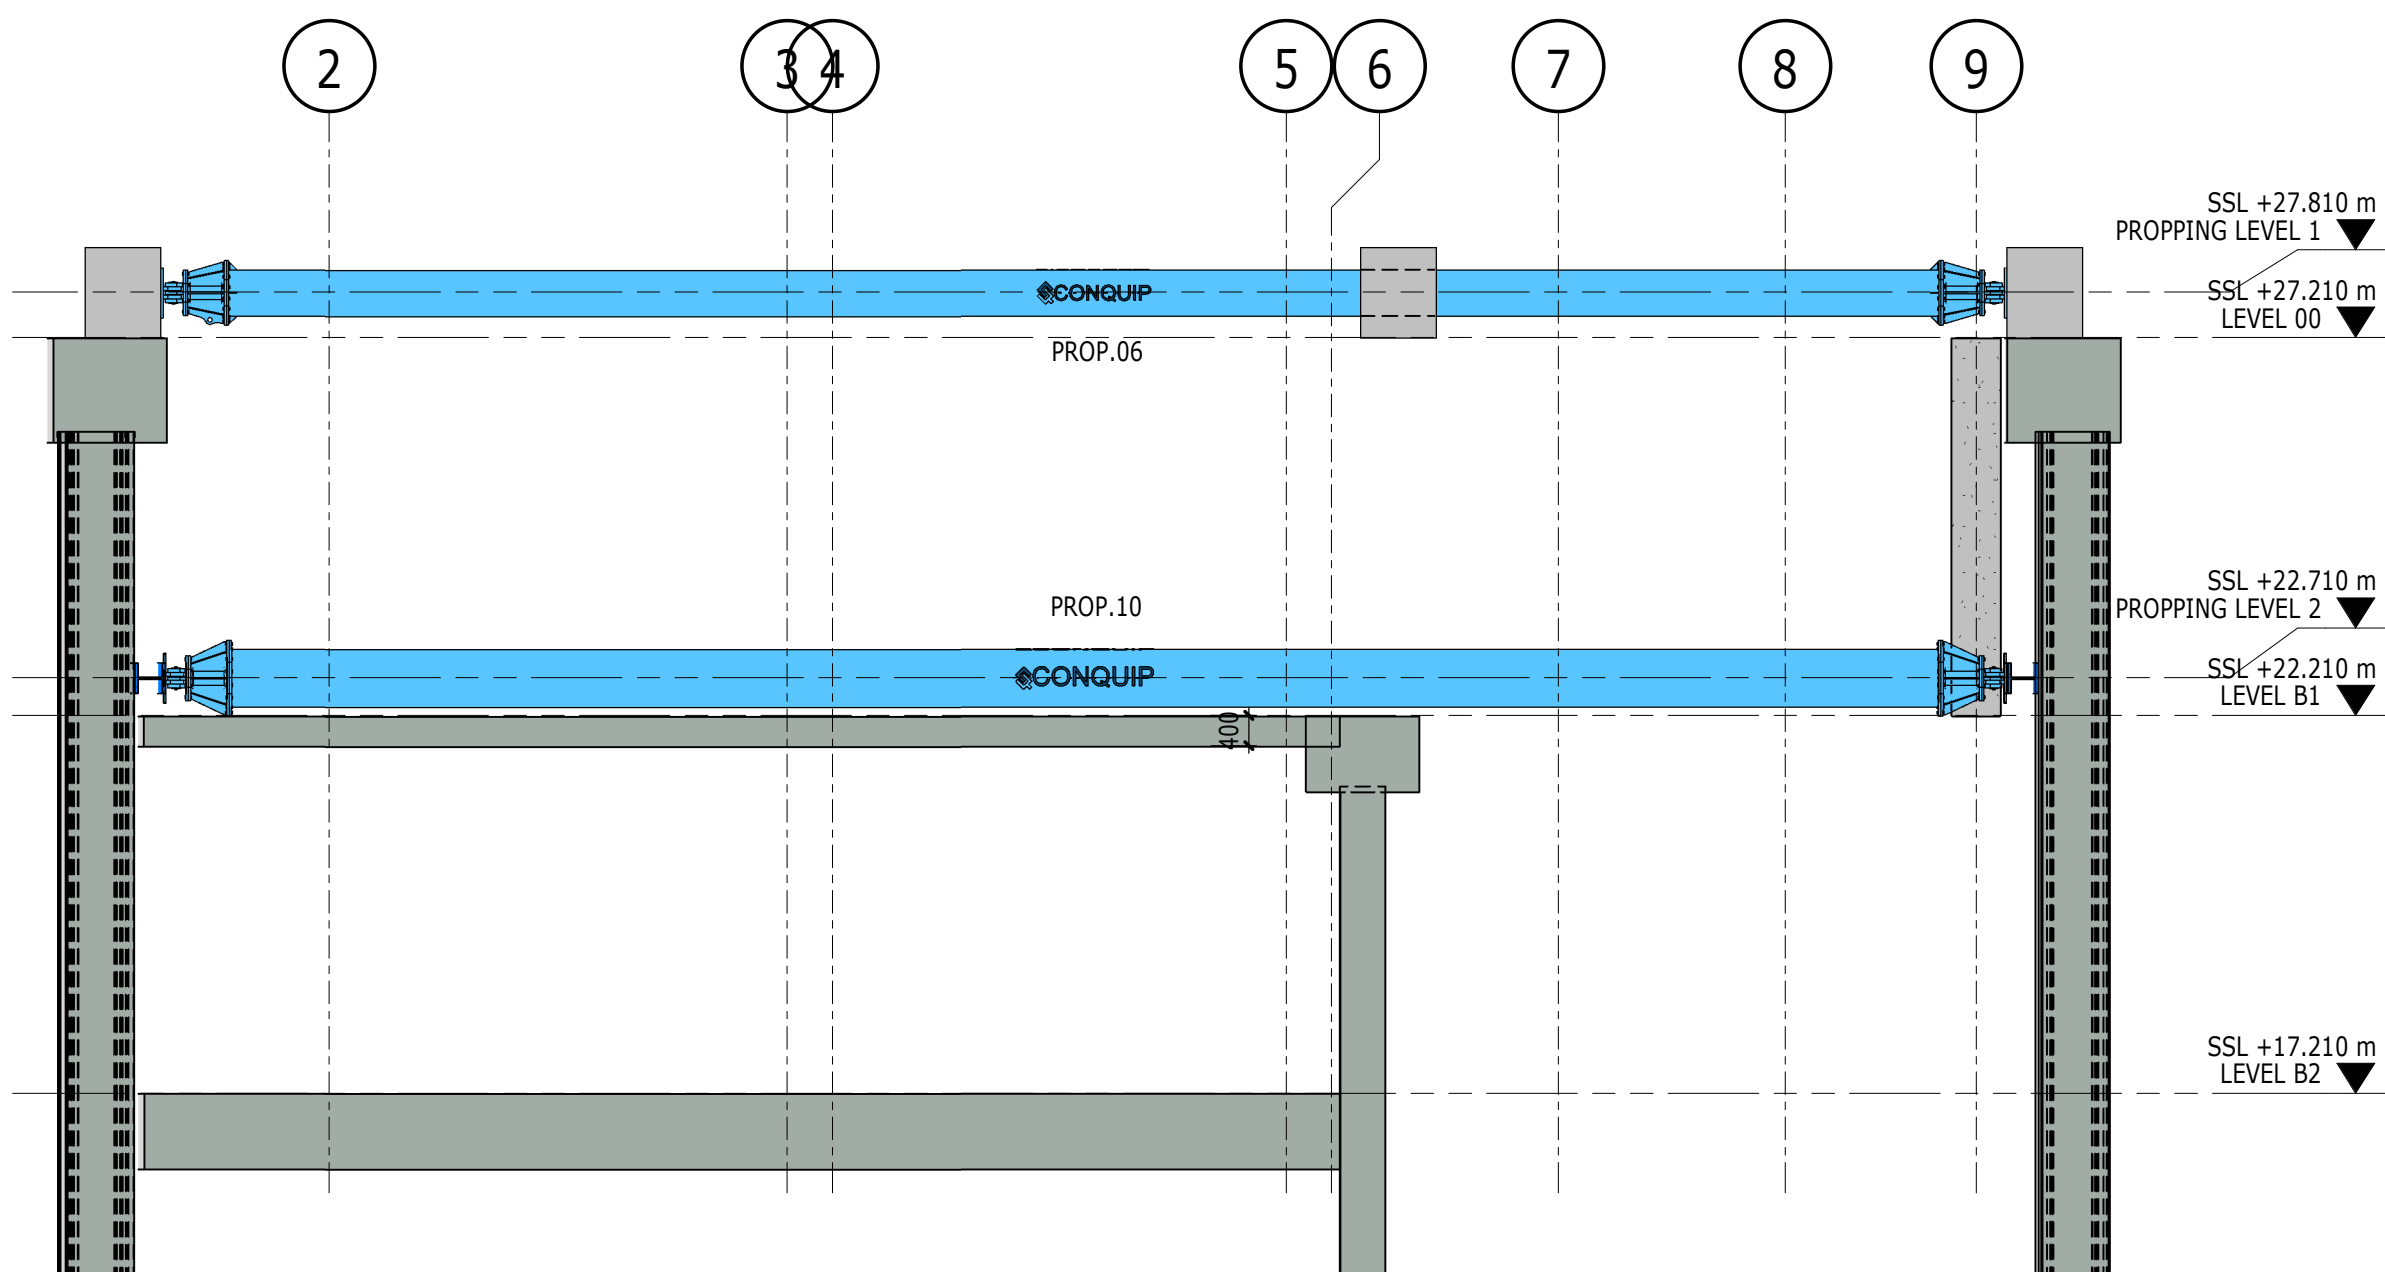 2
3
4
5
6
7
8
9
SSL +27.810 m
PROPPING LEVEL 1
CONQUIP
SSL +27.210 m
LEVEL 00
PROP.06
SSL +22.710 m
PROPPING LEVEL 2
PROP.10
CONQUIP
SSL +22.210 m
LEVEL B1
400
SSL +17.210 m
LEVEL B2